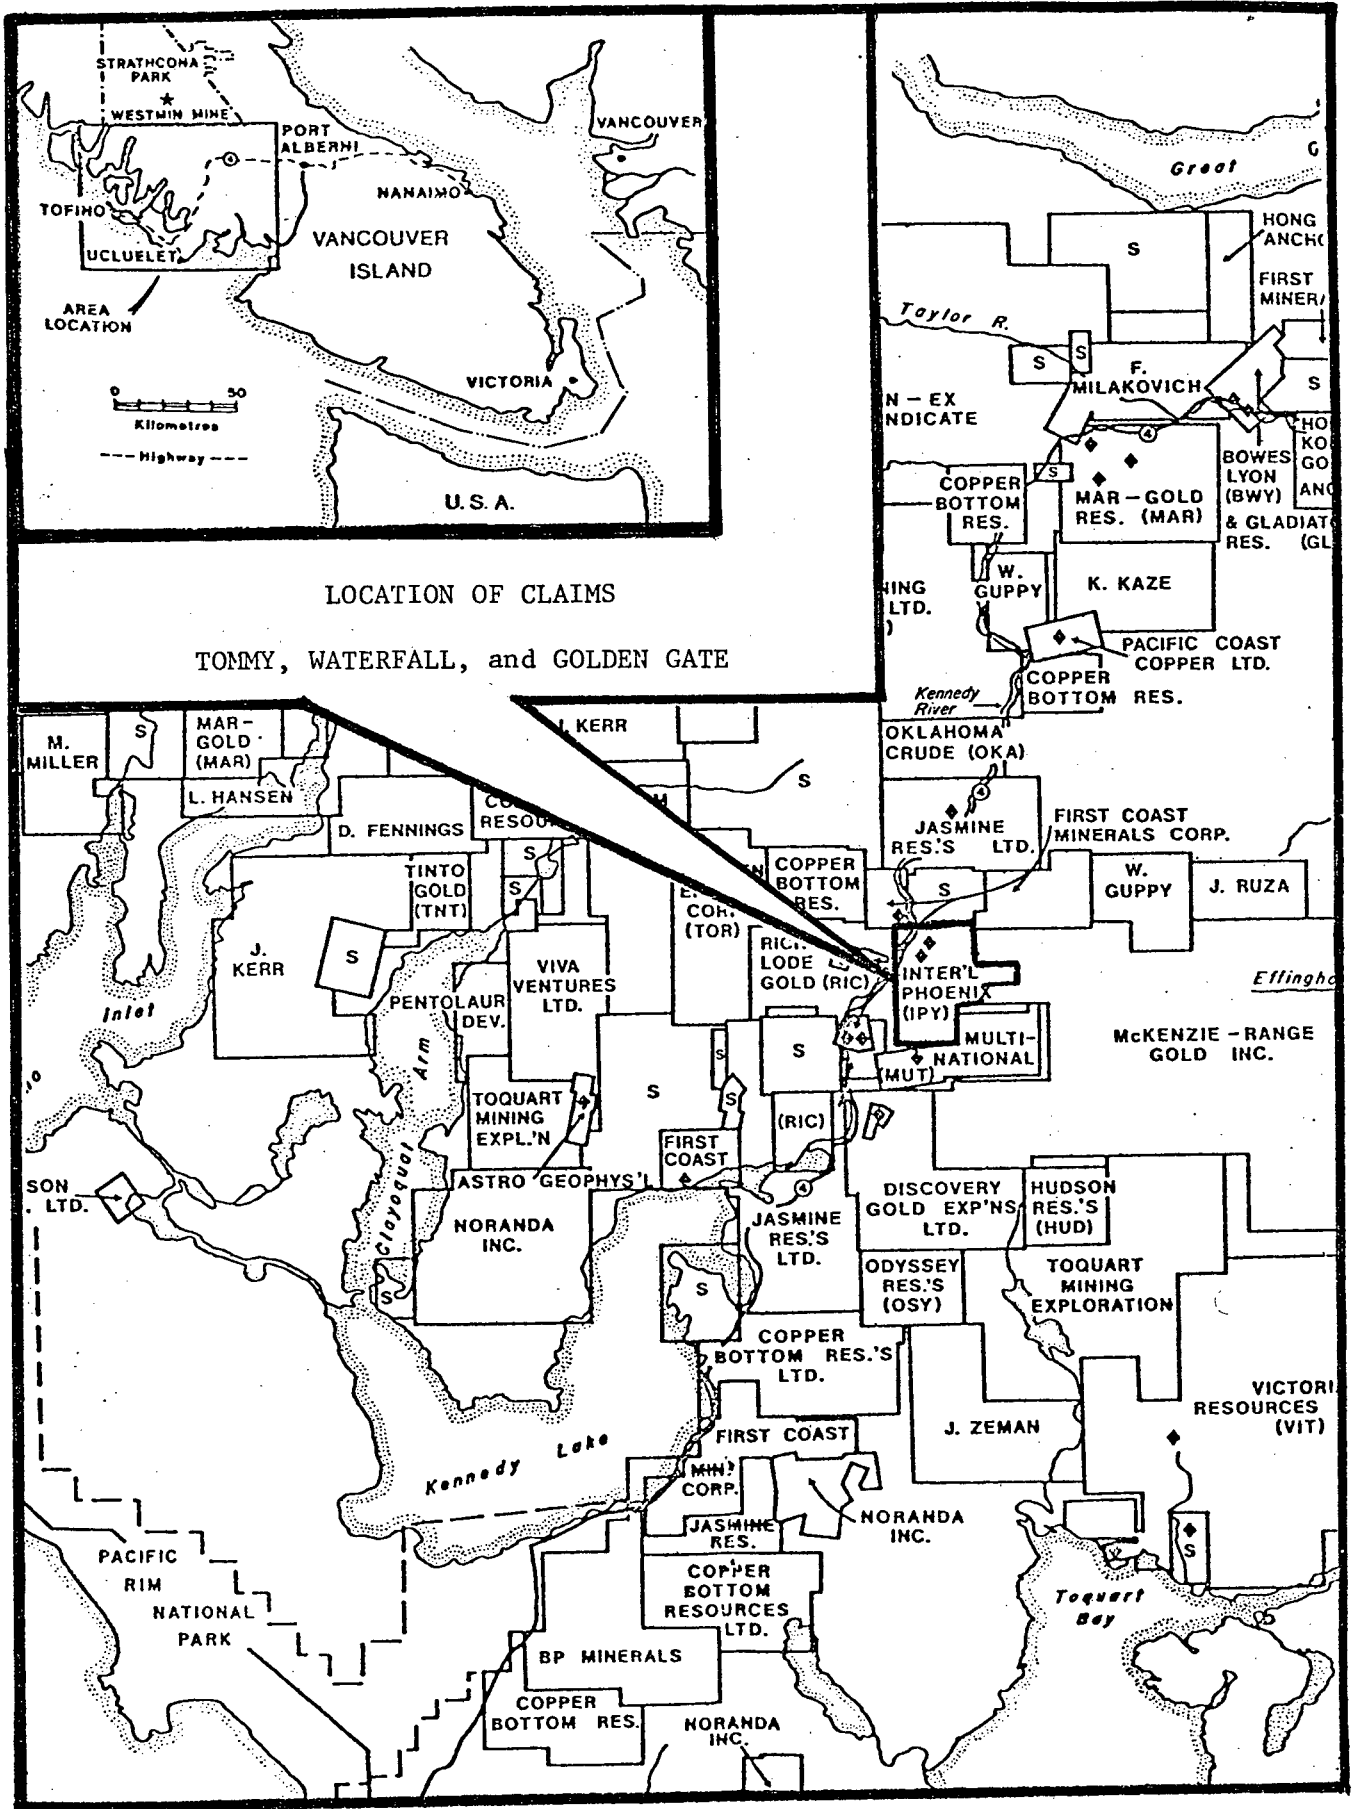 STRATHCONA
PARK
WESTMIN MINE
PORT
ALBERNI
VANCOUVER
NANAIMO
TOFINO
4
VANCOUVER
ISLAND
UCLUELET
AREA
LOCATION
VICTORIA
0 50
Kilometres
Highway
U.S.A.
Great
G
HONG
S
FIRST
Taylor R.
S
S
F.
MILAKOVICH
S
N-EX
NDICATE
4
COPPER
BOTTOM
RES.
S
MAR-GOLD
RES. (MAR)
BOWES
LYON
(BWY)
HO
KO
GO
ANC
& GLADIATO
RES. (GL
LOCATION OF CLAIMS
TOMMY, WATERFALL, and GOLDEN GATE
NING
LTD.
)
W.
GUPPY
K. KAZE
PACIFIC COAST
COPPER LTD.
COPPER
BOTTOM RES.
Kennedy
River
OKLAHOMA
CRUDE (OKA)
M.
MILLER
S
MAR-
GOLD
(MAR)
KERR
L. HANSEN
S
D. FENNINGS
RESOU
4
JASMINE
RES.'S LTD.
FIRST COAST
MINERALS CORP.
S
S
TINTO
GOLD
(TNT)
COPPER
BOTTOM
RES.
S
W.
GUPPY
J. RUZA
J.
KERR
S
COR
(TOR)
LODE
GOLD (RIC)
INTER'L
PHOENIX
(IPY)
VIVA
VENTURES
LTD.
PENTOLAUR
DEV.
Effingh
Inlet
Arm
S
S
MULTI-
NATIONAL
(MUT)
McKENZIE-RANGE
GOLD INC.
TOQUART
MINING
EXPL.'N
S
S
(RIC)
FIRST
COAST
SON
LTD.
ASTRO GEOPHYS'L
4
DISCOVERY
GOLD EXP'NS
LTD.
HUDSON
RES.'S
(HUD)
Clayoquot
NORANDA
INC.
JASMINE
RES.'S
LTD.
S
S
ODYSSEY
RES.'S
(OSY)
TOQUART
MINING
EXPLORATION
COPPER
BOTTOM RES.'S
LTD.
VICTORI
RESOURCES
(VIT)
FIRST COAST
J. ZEMAN
Kennedy Lake
MIN.
CORP.
NORANDA
INC.
JASMINE
RES.
S
PACIFIC
RIM
NATIONAL
PARK
COPPER
BOTTOM
RESOURCES
LTD.
Toquart
Bay
BP MINERALS
COPPER
BOTTOM RES.
NORANDA
INC.